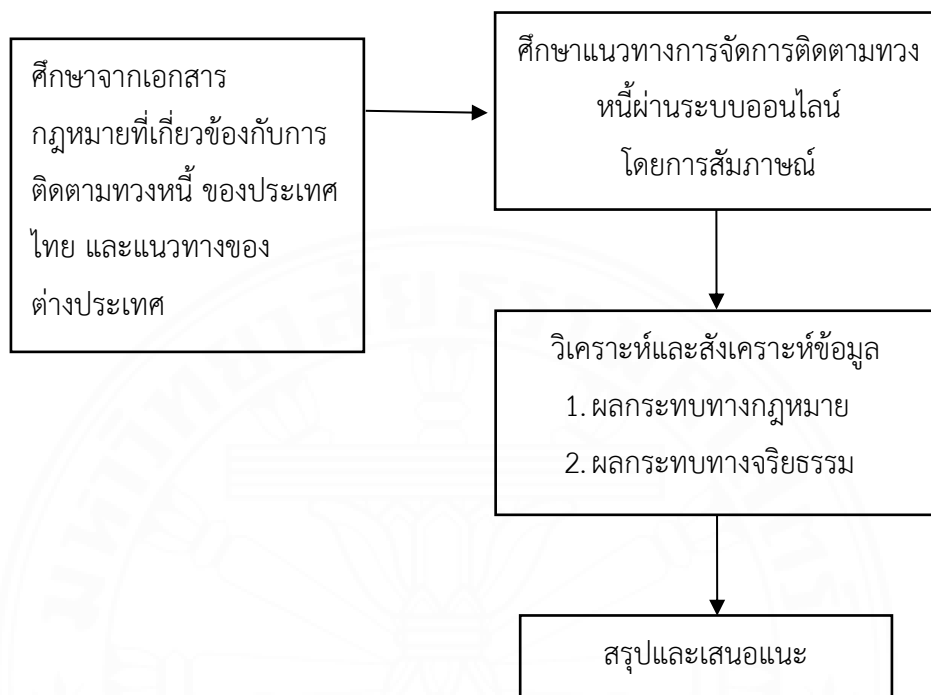 ศึกษาจากเอกสาร
กฎหมายที่เกี่ยวข้องกับการ
ติดตามทวงหนี้ ของประเทศ
ไทย และแนวทางของ
ต่างประเทศ
ศึกษาแนวทางการจัดการติดตามทวง
หนี้ผ่านระบบออนไลน์
โดยการสัมภาษณ์
วิเคราะห์และสังเคราะห์ข้อมูล
1. ผลกระทบทางกฎหมาย
2. ผลกระทบทางจริยธรรม
สรุปและเสนอแนะ